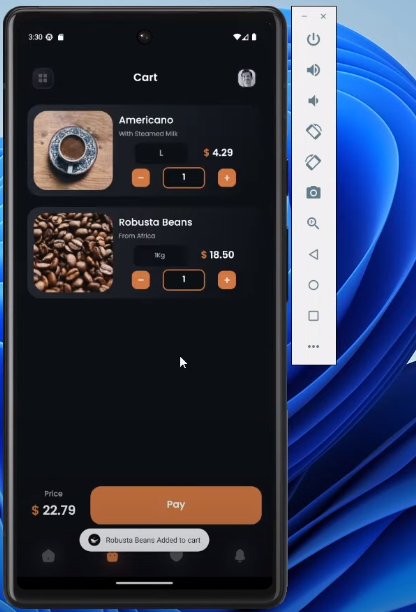 3:30
Cart
Americano
With Steamed Milk
L
$ 4.29
1
Robusta Beans
From Africa
1Kg
$ 18.50
1
Price
$ 22.79
Pay
Robusta Beans Added to cart